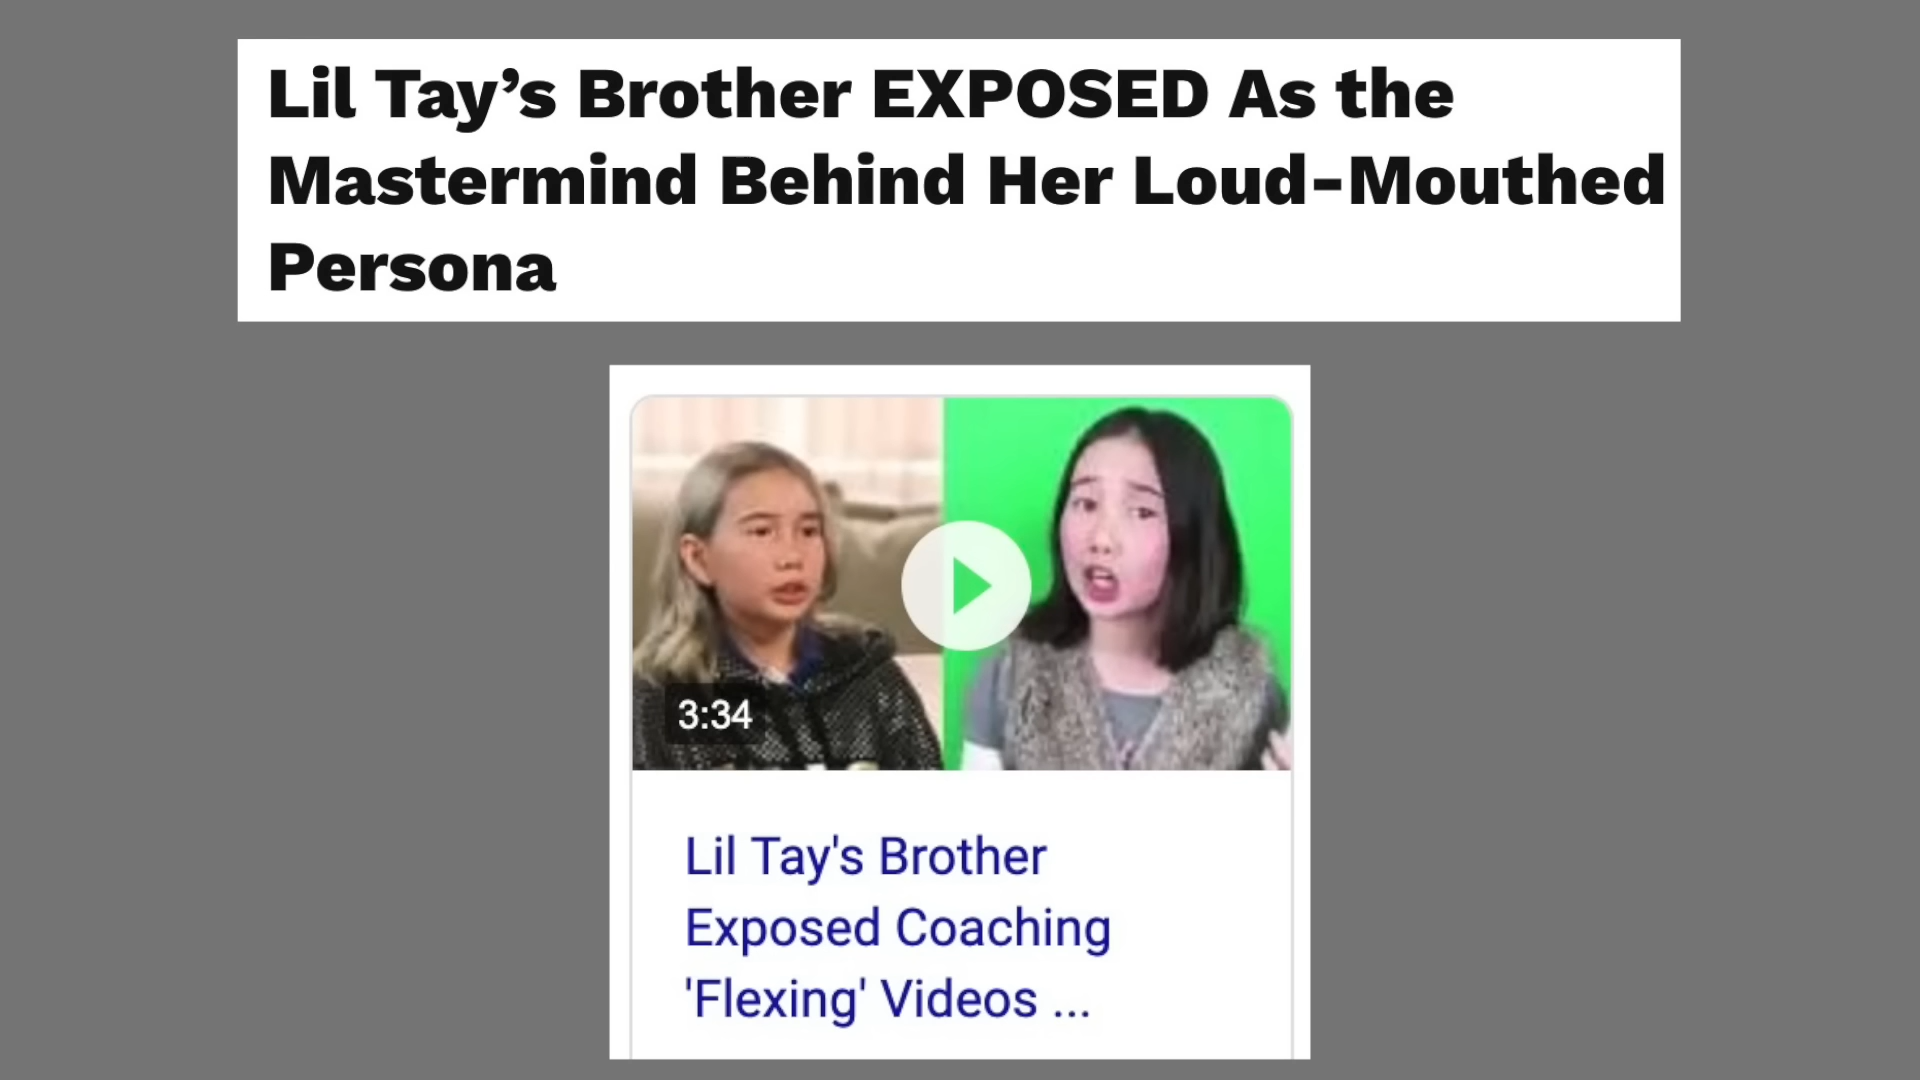 Lil Tay’s Brother EXPOSED As the
Mastermind Behind Her Loud-Mouthed
Persona
3:34
Lil Tay's Brother
Exposed Coaching
'Flexing' Videos ...